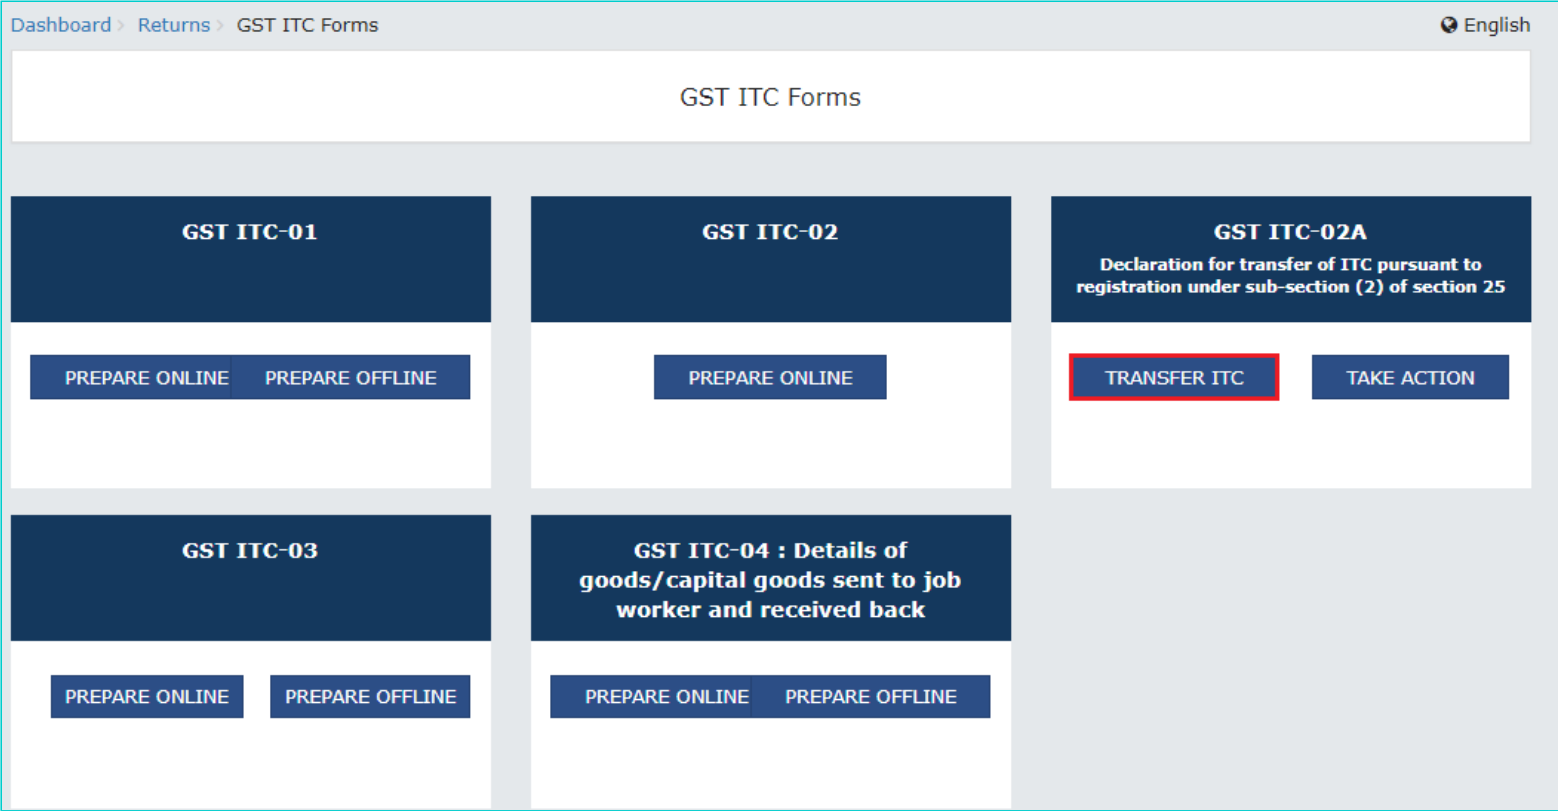 Dashboard > Returns > GST ITC Forms
English
GST ITC Forms
GST ITC-01
PREPARE ONLINE
PREPARE OFFLINE
GST ITC-02
PREPARE ONLINE
GST ITC-02A
Declaration for transfer of ITC pursuant to
registration under sub-section (2) of section 25
TRANSFER ITC
TAKE ACTION
GST ITC-03
PREPARE ONLINE
PREPARE OFFLINE
GST ITC-04 : Details of
goods/capital goods sent to job
worker and received back
PREPARE ONLINE
PREPARE OFFLINE